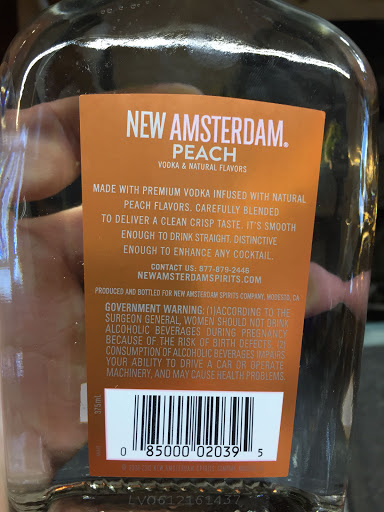 NEW AMSTERDAM®
PEACH
VODKA & NATURAL FLAVORS
MADE WITH PREMIUM VODKA INFUSED WITH NATURAL
PEACH FLAVORS. CAREFULLY BLENDED
TO DELIVER A CLEAN CRISP TASTE. IT'S SMOOTH
ENOUGH TO DRINK STRAIGHT, DISTINCTIVE
ENOUGH TO ENHANCE ANY COCKTAIL.
CONTACT US: 877-879-2446
NEWAMSTERDAMSPIRITS.COM
PRODUCED AND BOTTLED FOR NEW AMSTERDAM SPIRITS COMPANY, MODESTO, CA
GOVERNMENT WARNING: (1)ACCORDING TO THE
SURGEON GENERAL, WOMEN SHOULD NOT DRINK
ALCOHOLIC BEVERAGES DURING PREGNANCY
BECAUSE OF THE RISK OF BIRTH DEFECTS. (2)
CONSUMPTION OF ALCOHOLIC BEVERAGES IMPAIRS
YOUR ABILITY TO DRIVE A CAR OR OPERATE
MACHINERY, AND MAY CAUSE HEALTH PROBLEMS.
375mL
0 85000 02039 5
LV0612161437